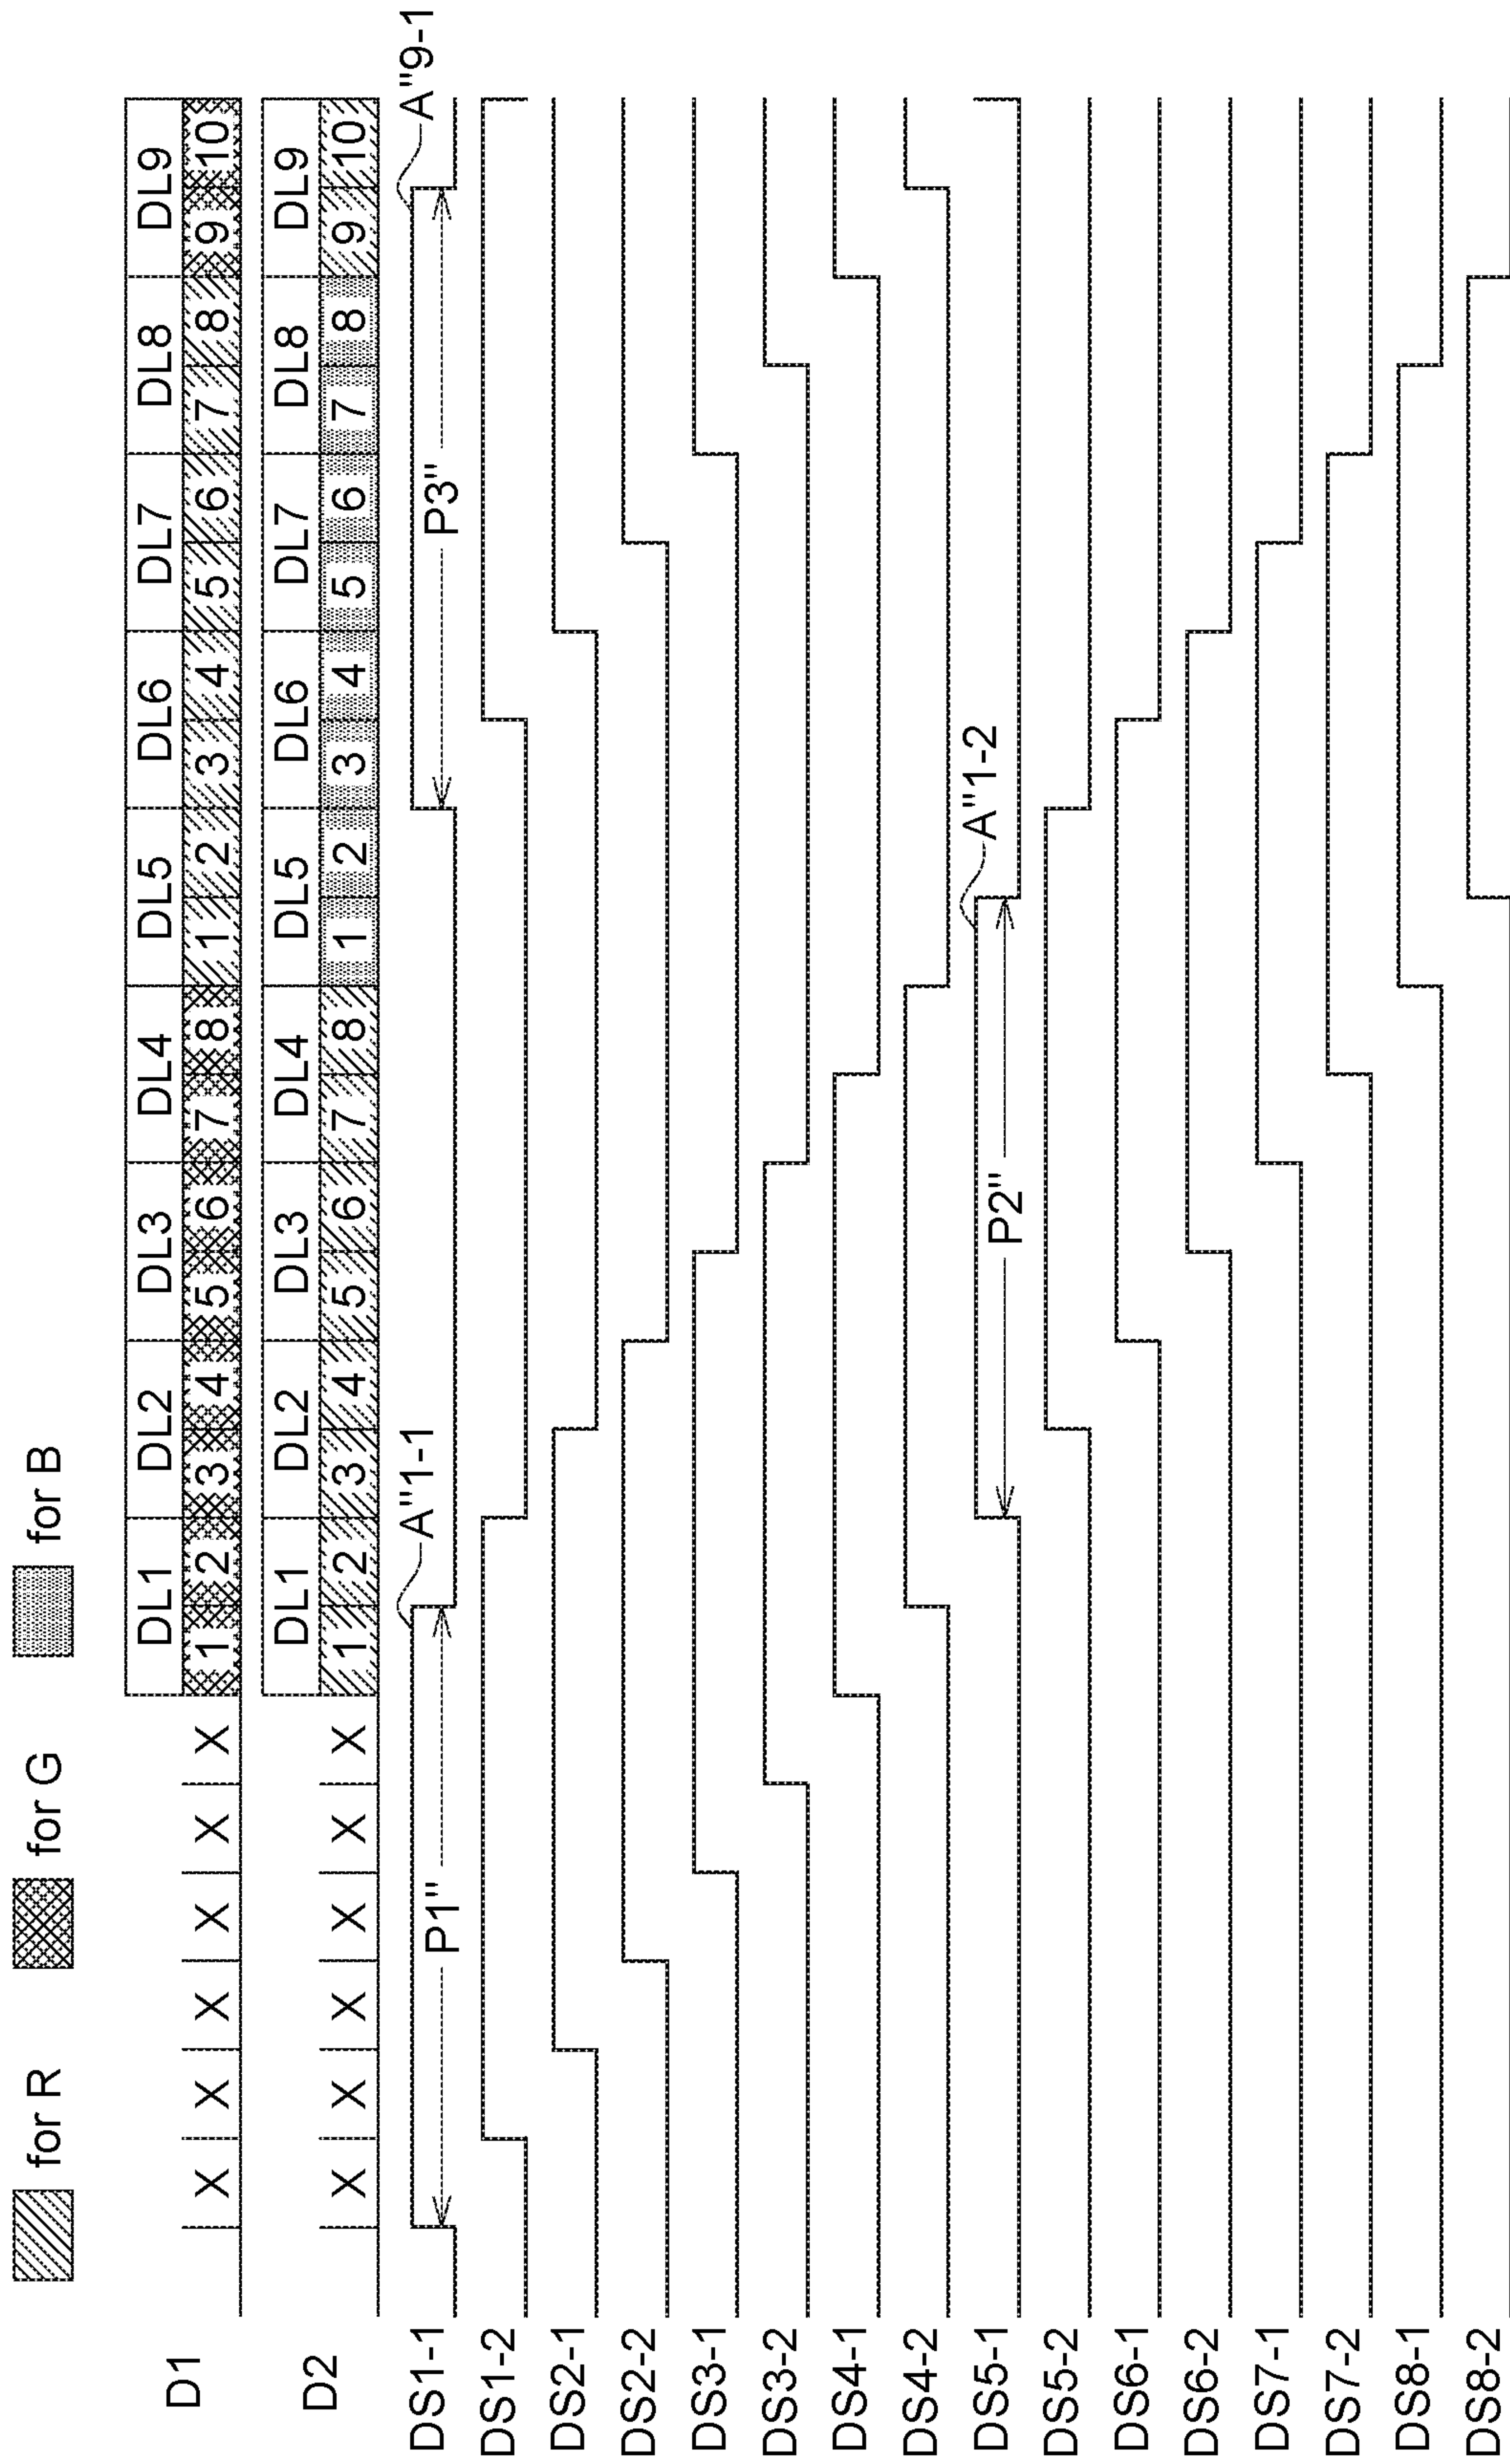 for R for G for B
D1 DL1 DL2 DL3 DL4 DL5 DL6 DL7 DL8 DL9
X X X X X X 1 2 3 4 5 6 7 8 1 2 3 4 5 6 7 8 9 10
D2 DL1 DL2 DL3 DL4 DL5 DL6 DL7 DL8 DL9
X X X X X X 1 2 3 4 5 6 7 8 1 2 3 4 5 6 7 8 9 10
A"1-1 A"9-1
DS1-1 P1" P3"
DS1-2
DS2-1
DS2-2
DS3-1
DS3-2
DS4-1
DS4-2
A"1-2
DS5-1 P2"
DS5-2
DS6-1
DS6-2
DS7-1
DS7-2
DS8-1
DS8-2